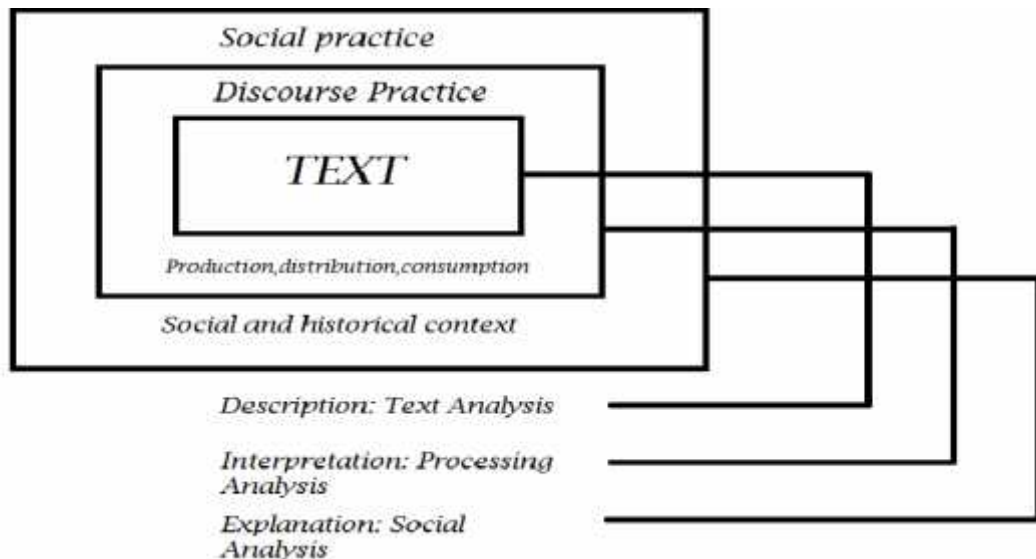 Social practice
Discourse Practice
TEXT
Production,distribution,consumption
Social and historical context
Description: Text Analysis
Interpretation: Processing
Analysis
Explanation: Social
Analysis